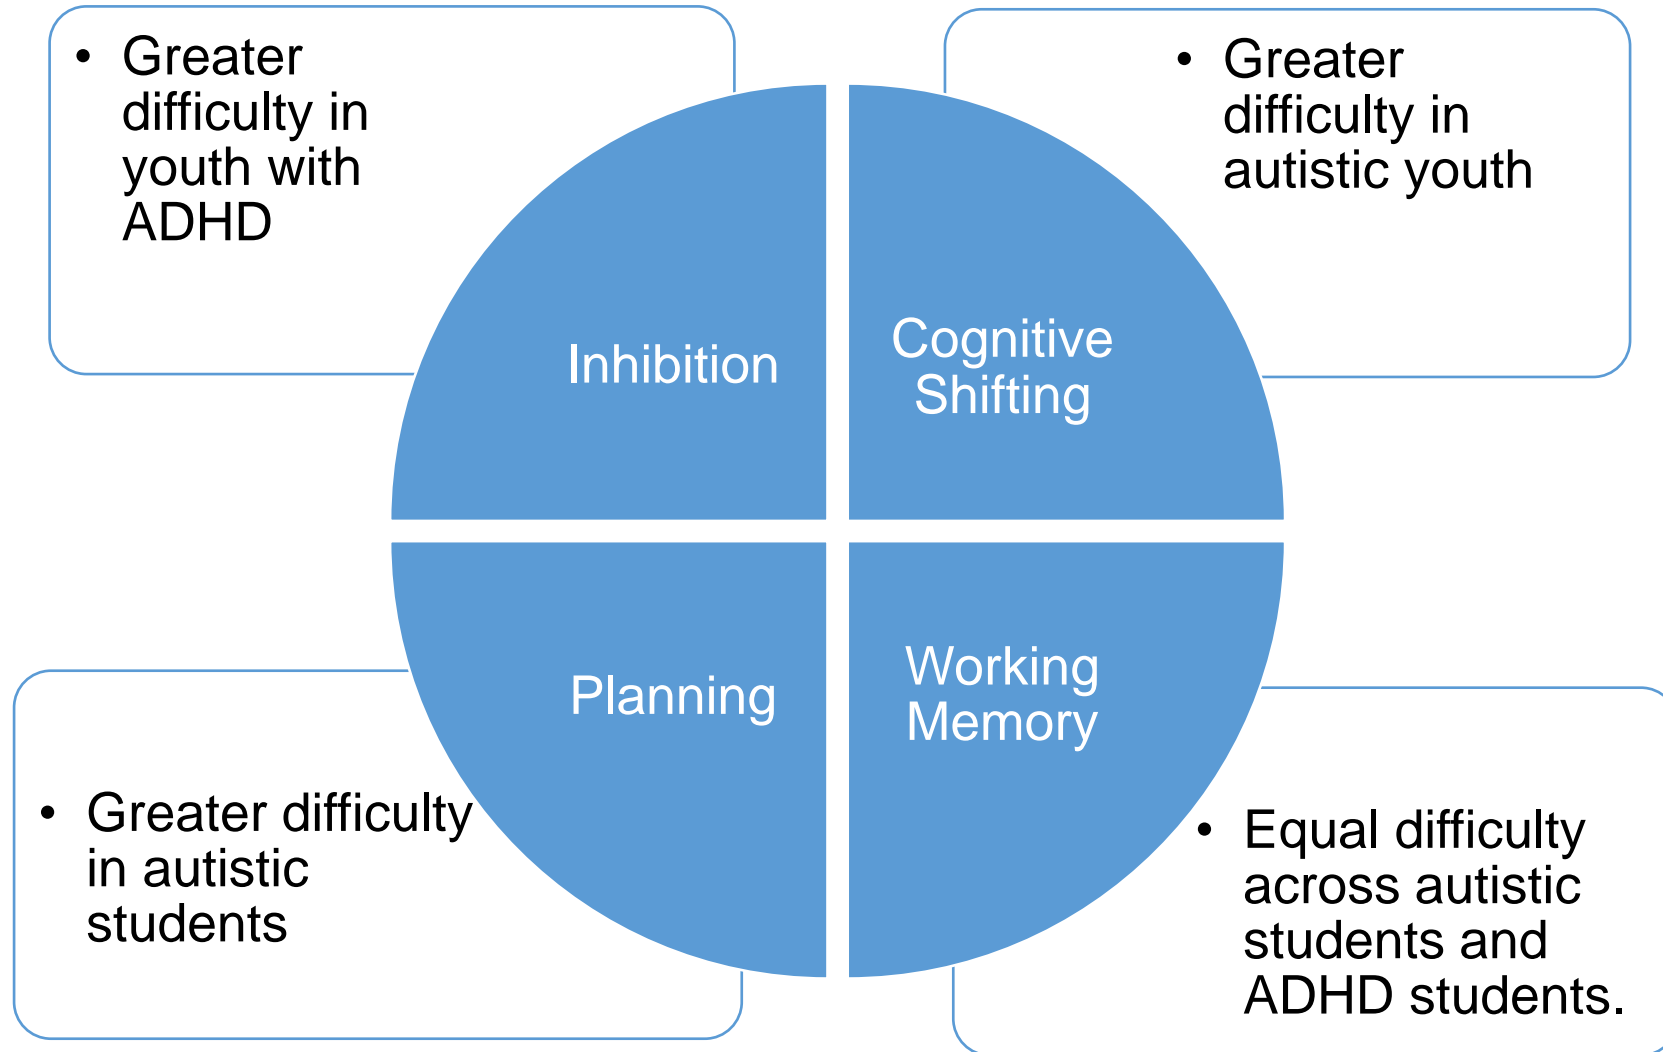 • Greater
difficulty in
youth with
ADHD
• Greater
difficulty in
autistic youth
Inhibition
Cognitive
Shifting
Planning
Working
Memory
• Greater difficulty
in autistic
students
• Equal difficulty
across autistic
students and
ADHD students.